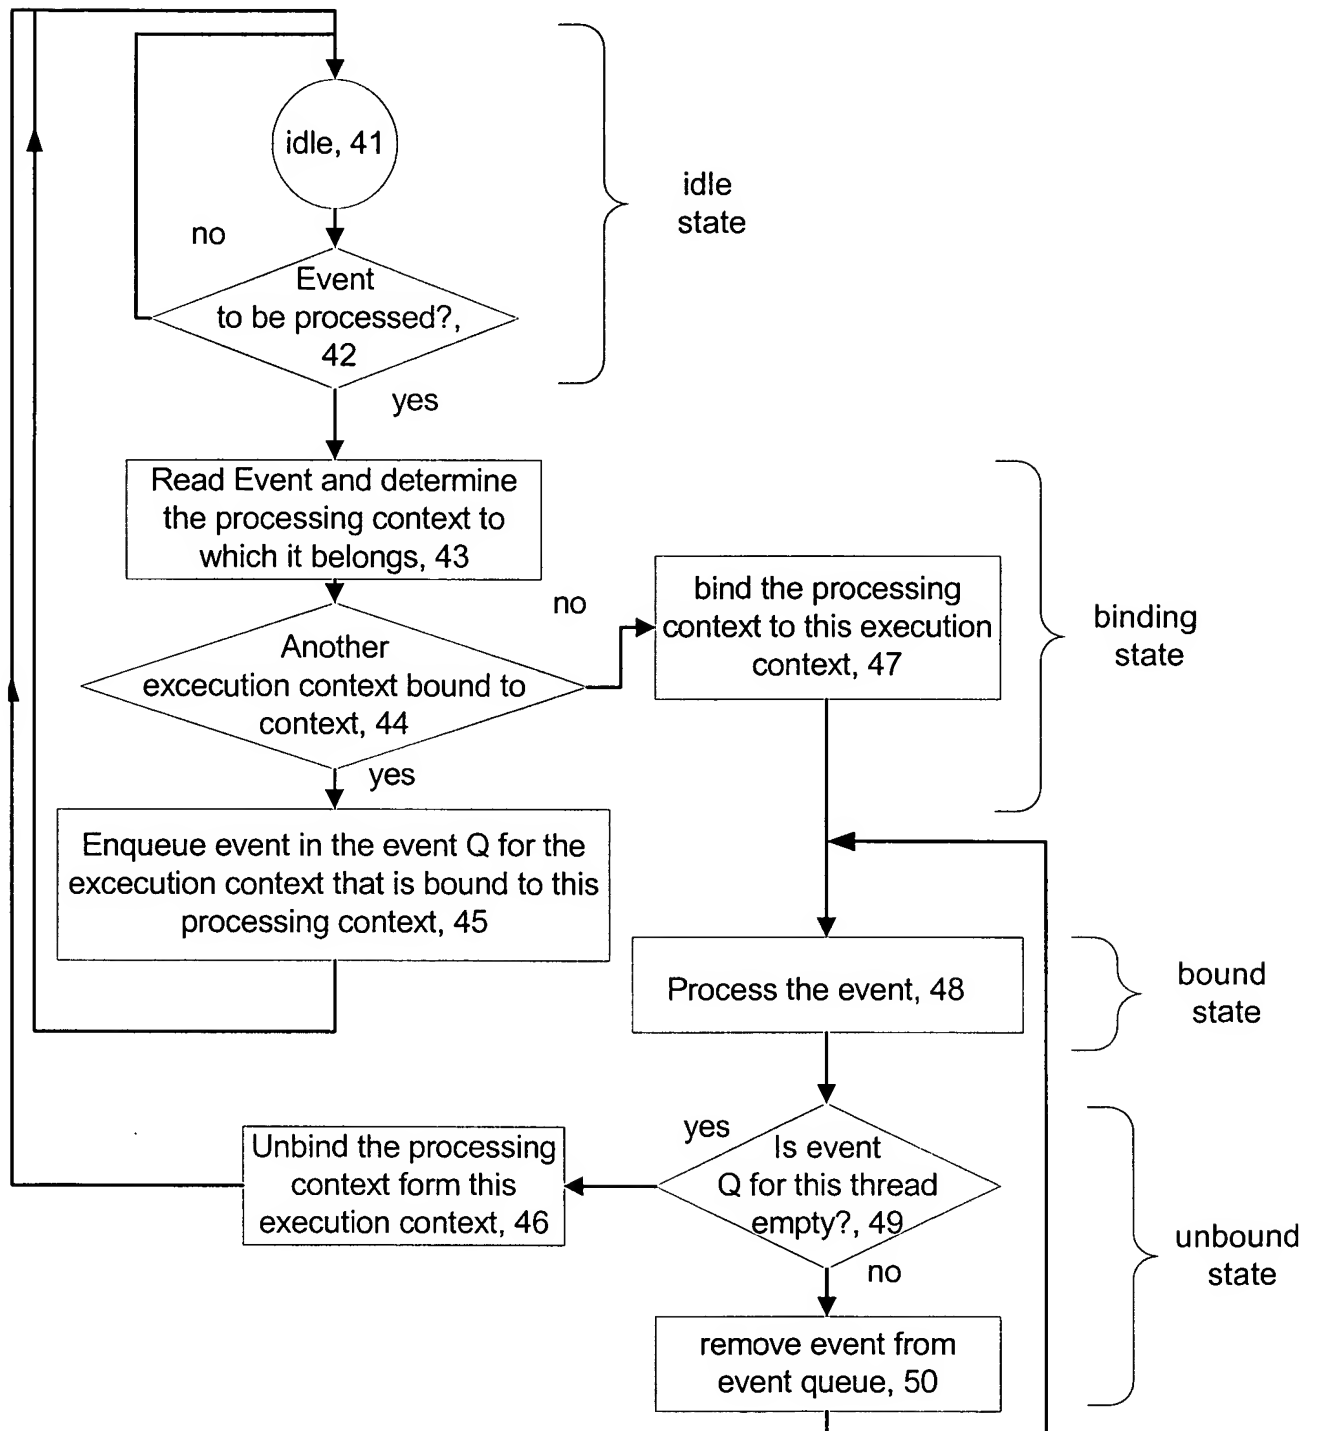 idle, 41
idle
state
no
Event
to be processed?,
42
yes
Read Event and determine
the processing context to
which it belongs, 43
no
bind the processing
context to this execution
context, 47
binding
state
Another
excecution context bound to
context, 44
yes
Enqueue event in the event Q for the
excecution context that is bound to this
processing context, 45
Process the event, 48
bound
state
yes
Is event
Q for this thread
empty?, 49
Unbind the processing
context form this
execution context, 46
unbound
state
no
remove event from
event queue, 50